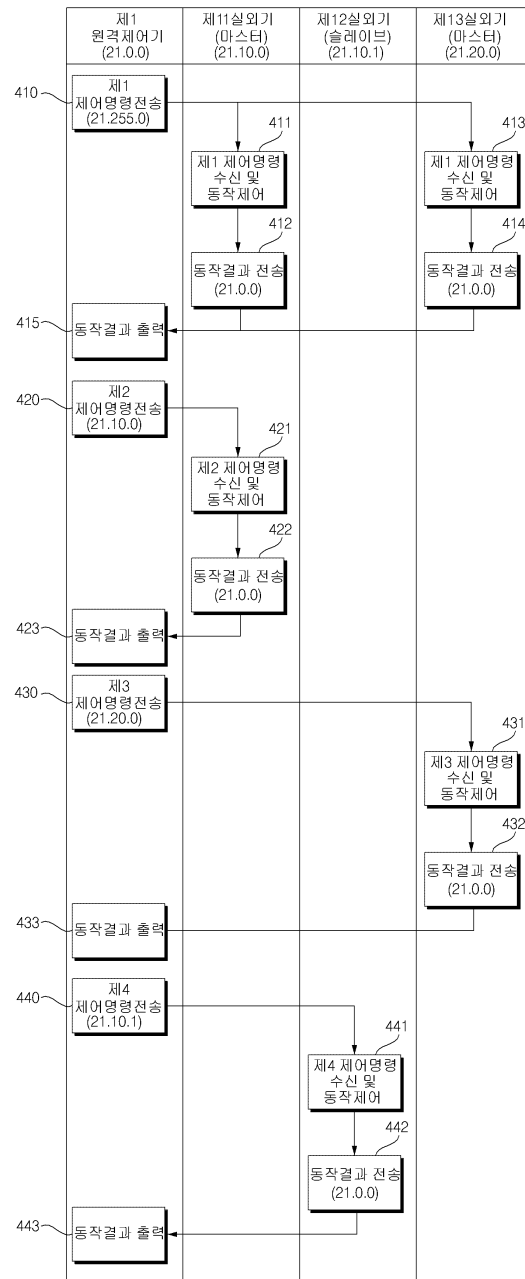 제1
원격제어기
(21.0.0)
제11실외기
(마스터)
(21.10.0)
제12실외기
(슬레이브)
(21.10.1)
제13실외기
(마스터)
(21.20.0)
410
제1
제어명령전송
(21.255.0)
411
제1 제어명령
수신 및
동작제어
413
제1 제어명령
수신 및
동작제어
412
동작결과 전송
(21.0.0)
414
동작결과 전송
(21.0.0)
415
동작결과 출력
420
제2
제어명령전송
(21.10.0)
421
제2 제어명령
수신 및
동작제어
422
동작결과 전송
(21.0.0)
423
동작결과 출력
430
제3
제어명령전송
(21.20.0)
431
제3 제어명령
수신 및
동작제어
432
동작결과 전송
(21.0.0)
433
동작결과 출력
440
제4
제어명령전송
(21.10.1)
441
제4 제어명령
수신 및
동작제어
442
동작결과 전송
(21.0.0)
443
동작결과 출력